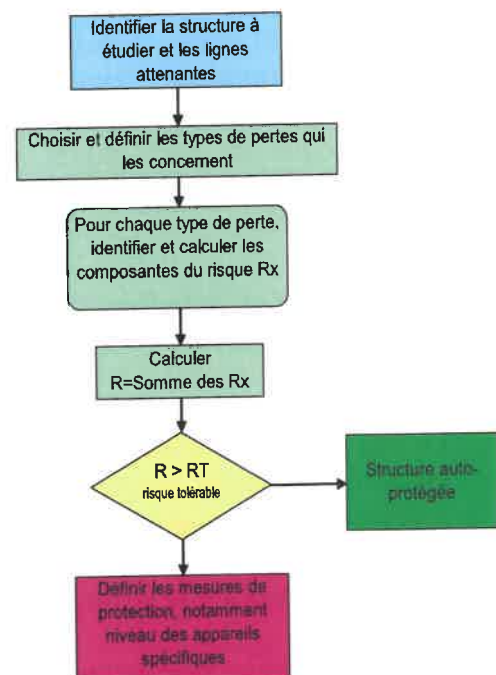 Identifier la structure à
étudier et les lignes
attenantes
Choisir et définir les types de pertes qui
les concernent
Pour chaque type de perte,
identifier et calculer les
composantes du risque Rx
Calculer
R=Somme des Rx
R > RT
risque tolérable
Structure auto-
protégée
Définir les mesures de
protection, notamment
niveau des appareils
spécifiques